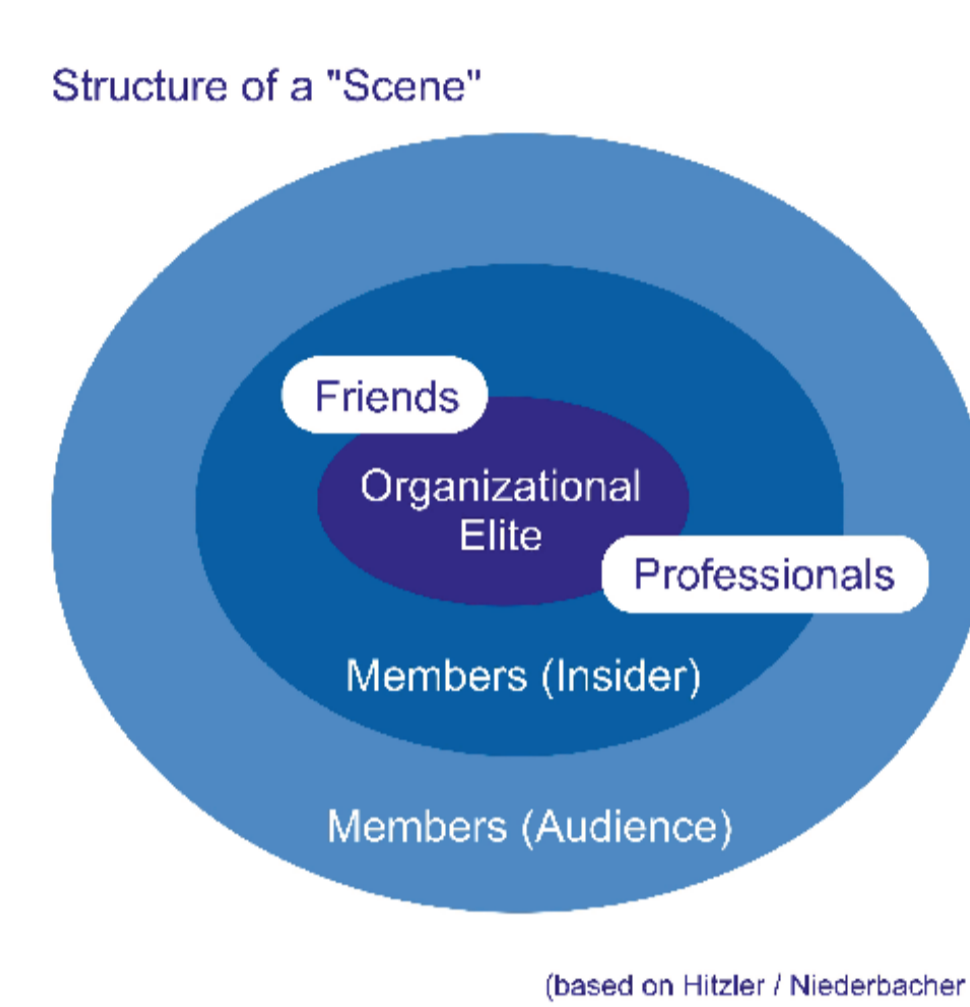 Structure of a "Scene"
Friends
Organizational
Elite
Professionals
Members (Insider)
Members (Audience)
(based on Hitzler / Niederbacher